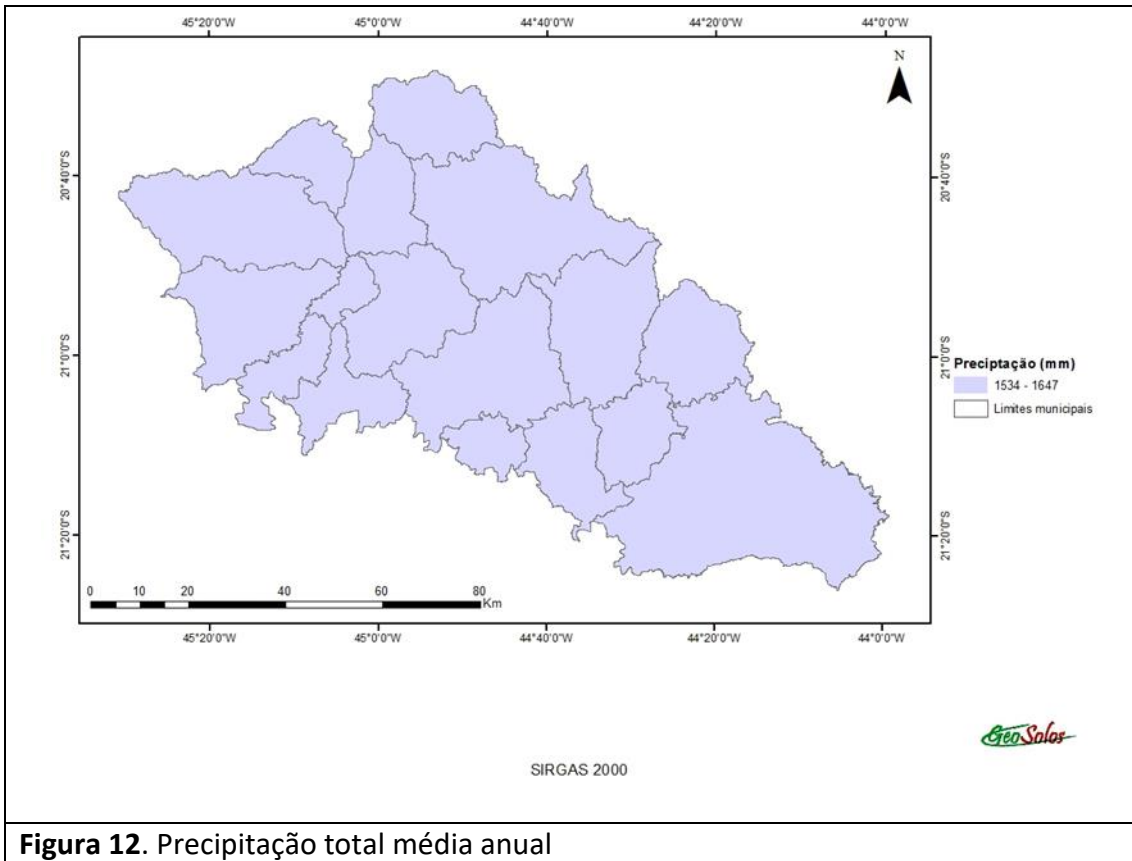 45°20'0"W 45°0'0"W 44°40'0"W 44°20'0"W 44°0'0"W
N
20°40'0"S 20°40'0"S
21°0'0"S 21°0'0"S
Preciptação (mm)
1534 - 1647
Limites municipais
21°20'0"S 21°20'0"S
0 10 20 40 60 80
Km
45°20'0"W 45°0'0"W 44°40'0"W 44°20'0"W 44°0'0"W
GeoSolos
SIRGAS 2000
Figura 12. Precipitação total média anual